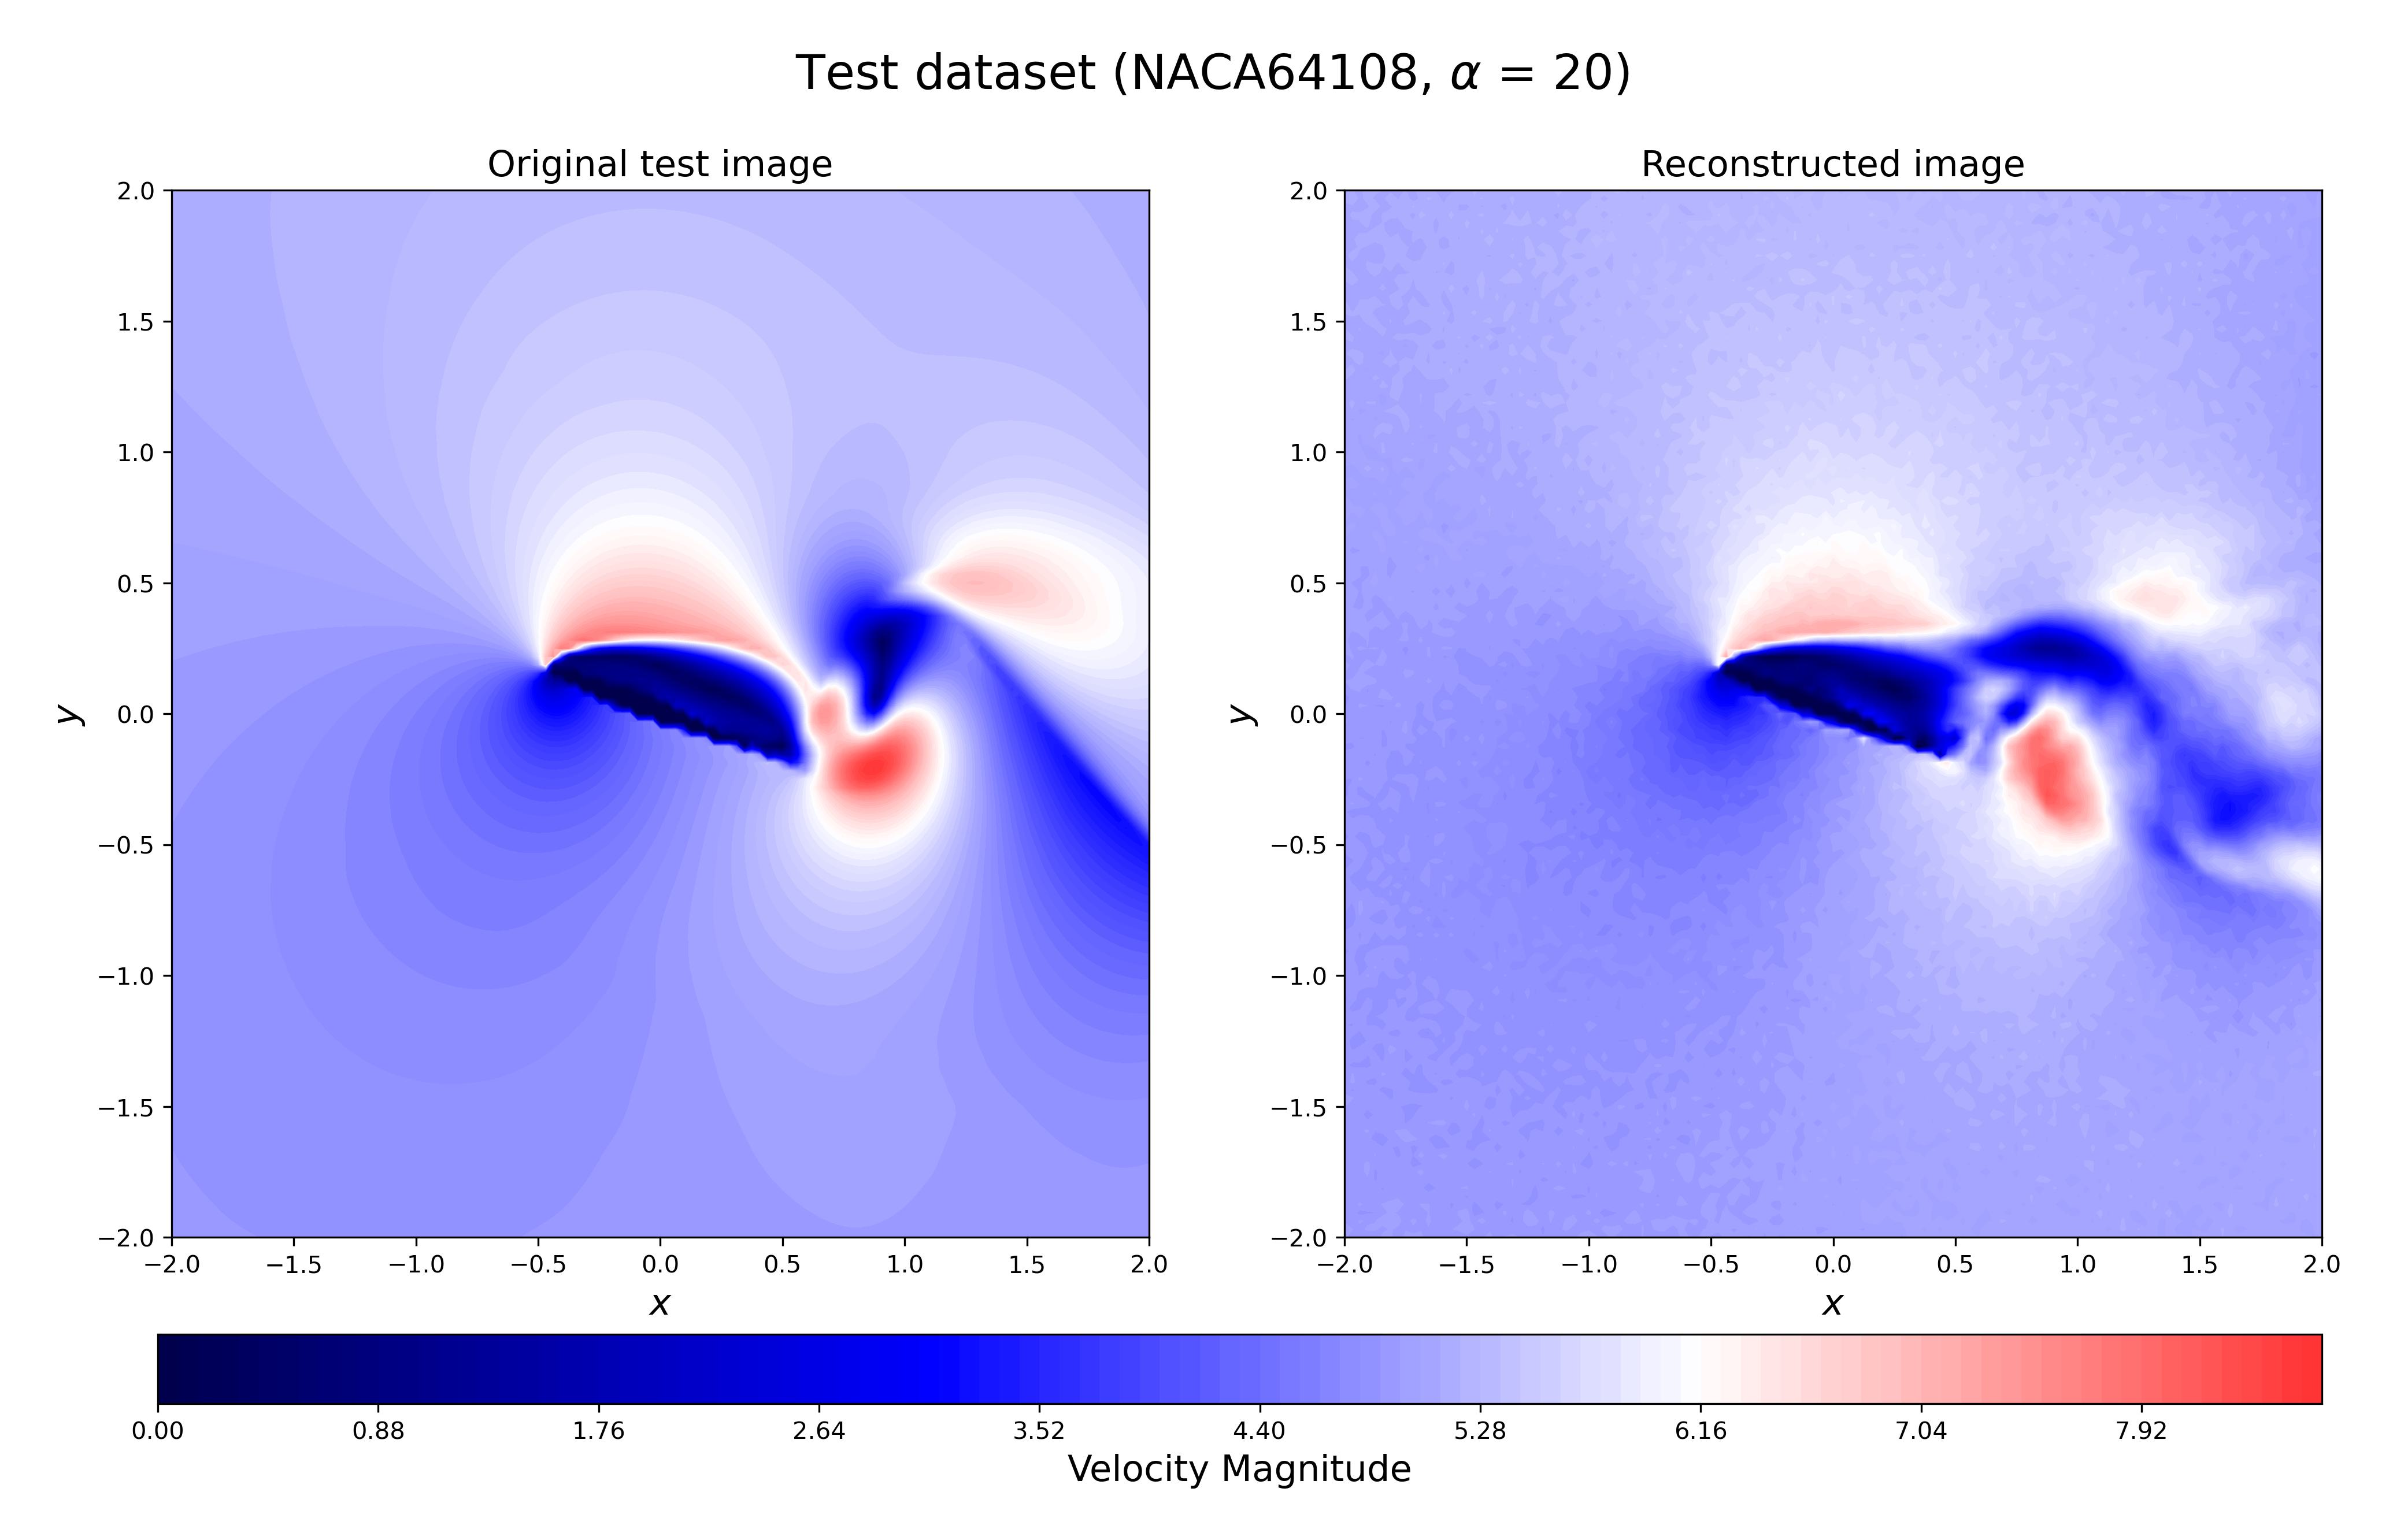 Test dataset (NACA64108, α = 20)
Original test image
Reconstructed image
2.0
1.5
1.0
0.5
0.0
−0.5
−1.0
−1.5
−2.0
y
2.0
1.5
1.0
0.5
0.0
−0.5
−1.0
−1.5
−2.0
y
−2.0 −1.5 −1.0 −0.5 0.0 0.5 1.0 1.5 2.0
−2.0 −1.5 −1.0 −0.5 0.0 0.5 1.0 1.5 2.0
x
x
0.00 0.88 1.76 2.64 3.52 4.40 5.28 6.16 7.04 7.92
Velocity Magnitude